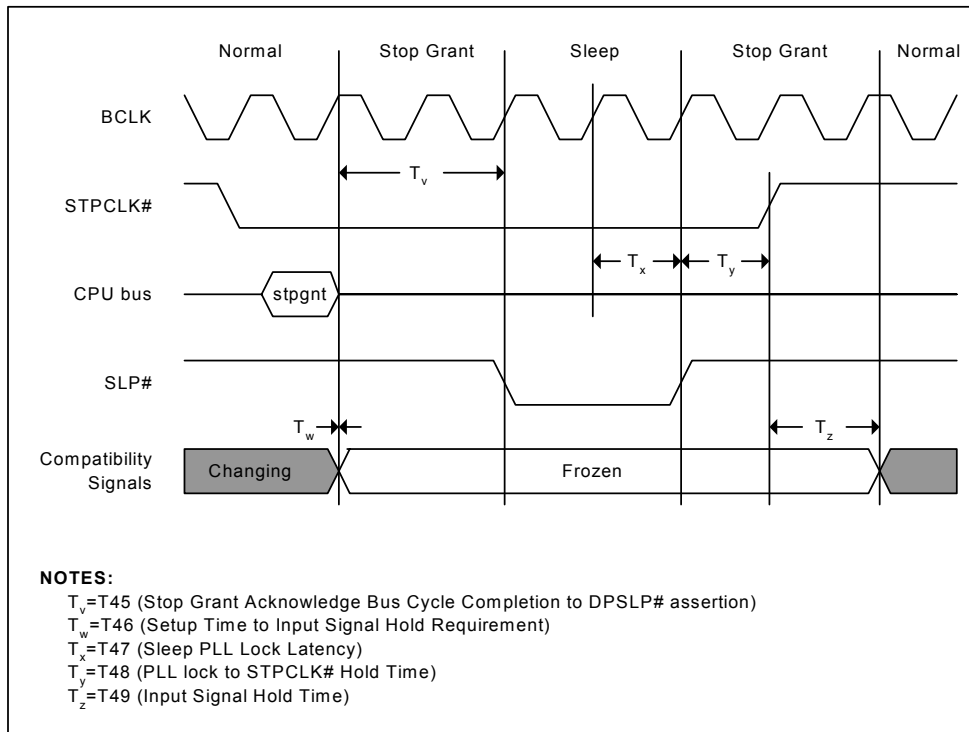 Normal Stop Grant Sleep Stop Grant Normal
BCLK
Tv
STPCLK#
Tx Ty
CPU bus stpgnt
SLP#
Tw Tz
Compatibility
Signals
Changing Frozen
NOTES:
Tv=T45 (Stop Grant Acknowledge Bus Cycle Completion to DPSLP# assertion)
Tw=T46 (Setup Time to Input Signal Hold Requirement)
Tx=T47 (Sleep PLL Lock Latency)
Ty=T48 (PLL lock to STPCLK# Hold Time)
Tz=T49 (Input Signal Hold Time)